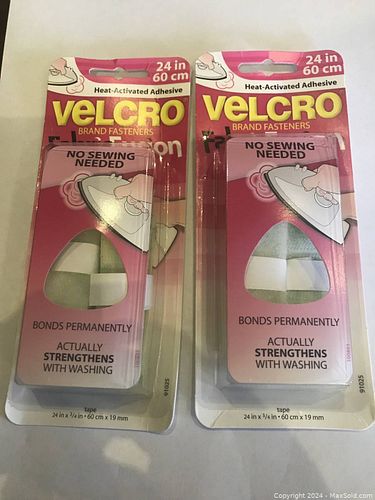 24 in
60 cm
Heat-Activated Adhesive
VELCRO
BRAND FASTENERS
Fusion
NO SEWING
NEEDED
BONDS PERMANENTLY
ACTUALLY
STRENGTHENS
WITH WASHING
91025
tape
24 in x 3/4 in • 60 cm x 19 mm
24 in
60 cm
Heat-Activated Adhesive
VELCRO
BRAND FASTENERS
NO SEWING
NEEDED
BONDS PERMANENTLY
ACTUALLY
STRENGTHENS
WITH WASHING
91025
tape
24 in x 3/4 in • 60 cm x 19 mm
Copyright © 2024 - MaxSold.com